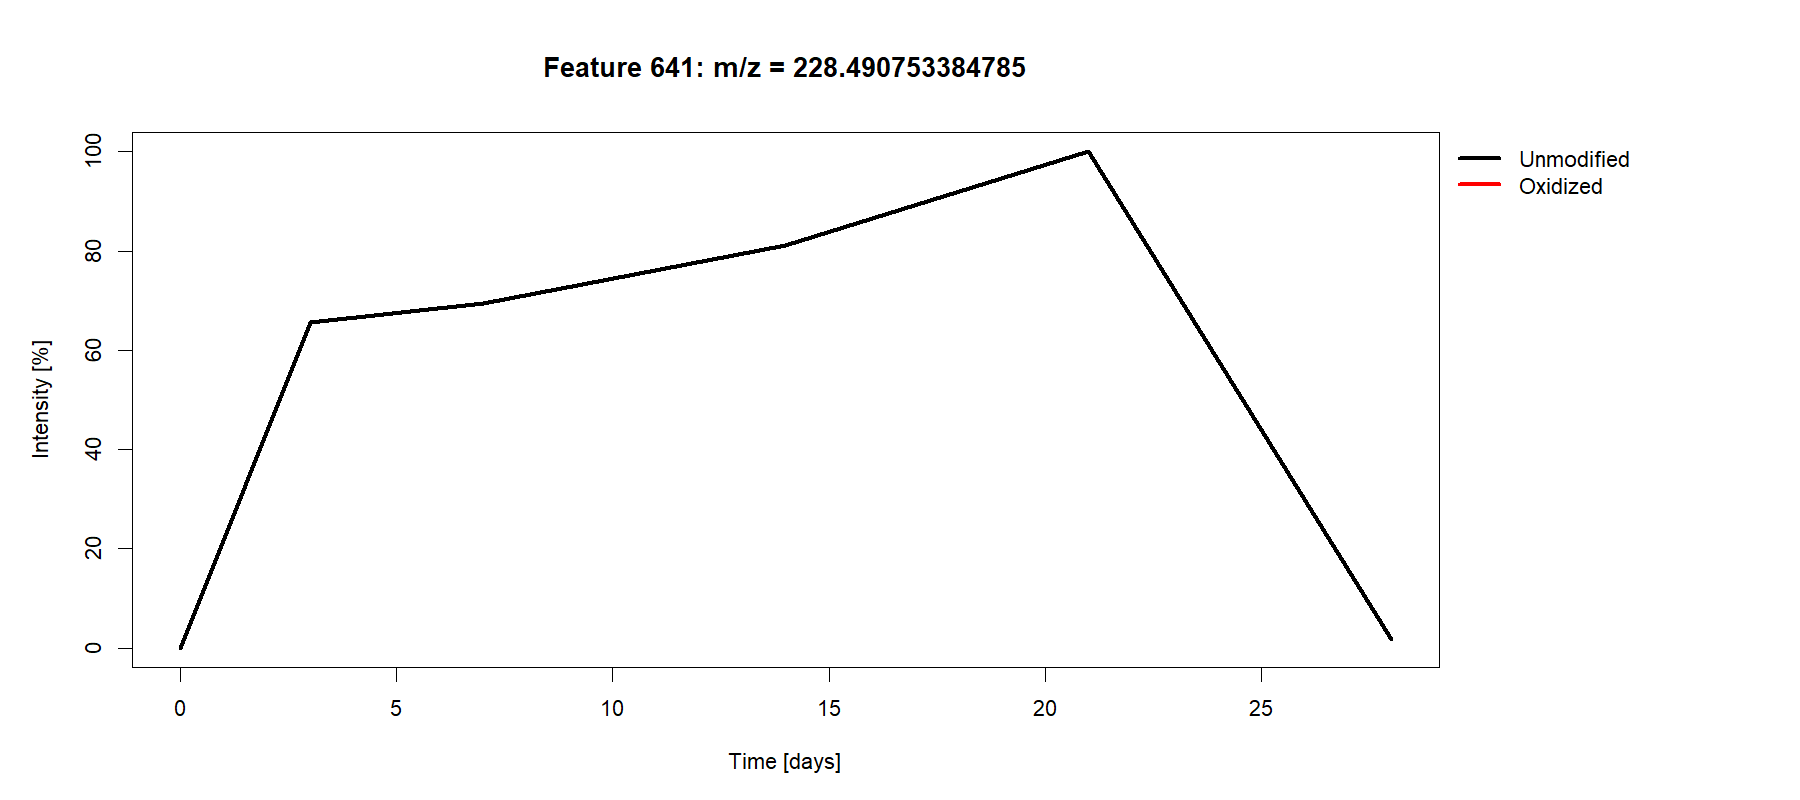 Feature 641: m/z = 228.490753384785
Unmodified
Oxidized
Intensity [%]
100
80
60
40
20
0
0 5 10 15 20 25
Time [days]